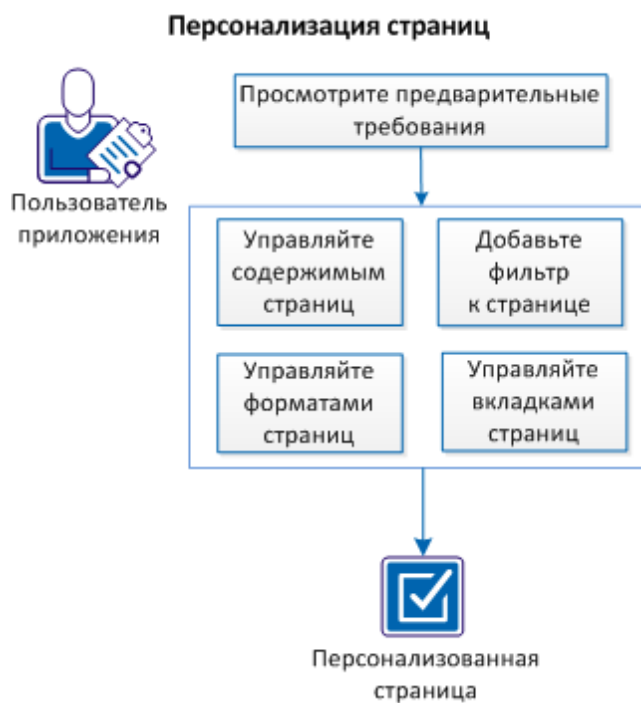 Персонализация страниц
Просмотрите предварительные
требования
Пользователь
приложения
Управляйте
содержимым
страниц
Добавьте
фильтр
к странице
Управляйте
форматами
страниц
Управляйте
вкладками
страниц
Персонализованная
страница